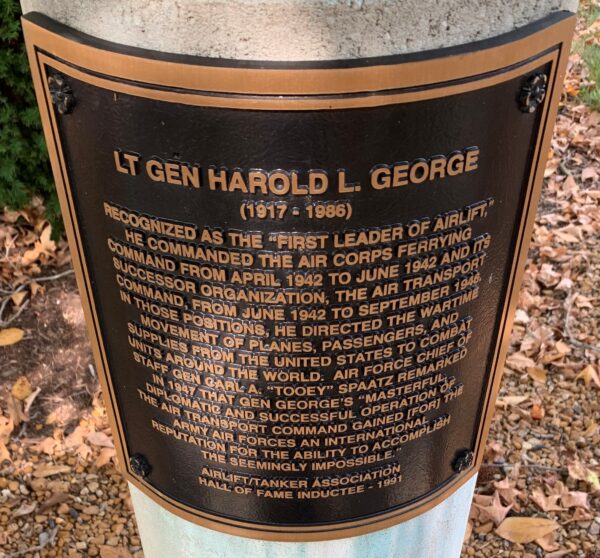 LT GEN HAROLD L. GEORGE
(1917 - 1986)
RECOGNIZED AS THE "FIRST LEADER OF AIRLIFT,"
HE COMMANDED THE AIR CORPS FERRYING
COMMAND FROM APRIL 1942 TO JUNE 1942 AND ITS
SUCCESSOR ORGANIZATION, THE AIR TRANSPORT
COMMAND, FROM JUNE 1942 TO SEPTEMBER 1946.
IN THOSE POSITIONS, HE DIRECTED THE WARTIME
MOVEMENT OF PLANES, PASSENGERS, AND
SUPPLIES FROM THE UNITED STATES TO COMBAT
UNITS AROUND THE WORLD. AIR FORCE CHIEF OF
STAFF GEN CARL A. "TOOEY" SPAATZ REMARKED
IN 1947 THAT GEN GEORGE'S "MASTERFUL,
DIPLOMATIC AND SUCCESSFUL OPERATION OF
THE AIR TRANSPORT COMMAND GAINED [FOR] THE
ARMY AIR FORCES AN INTERNATIONAL
REPUTATION FOR THE ABILITY TO ACCOMPLISH
THE SEEMINGLY IMPOSSIBLE."
AIRLIFT/TANKER ASSOCIATION
HALL OF FAME INDUCTEE - 1991